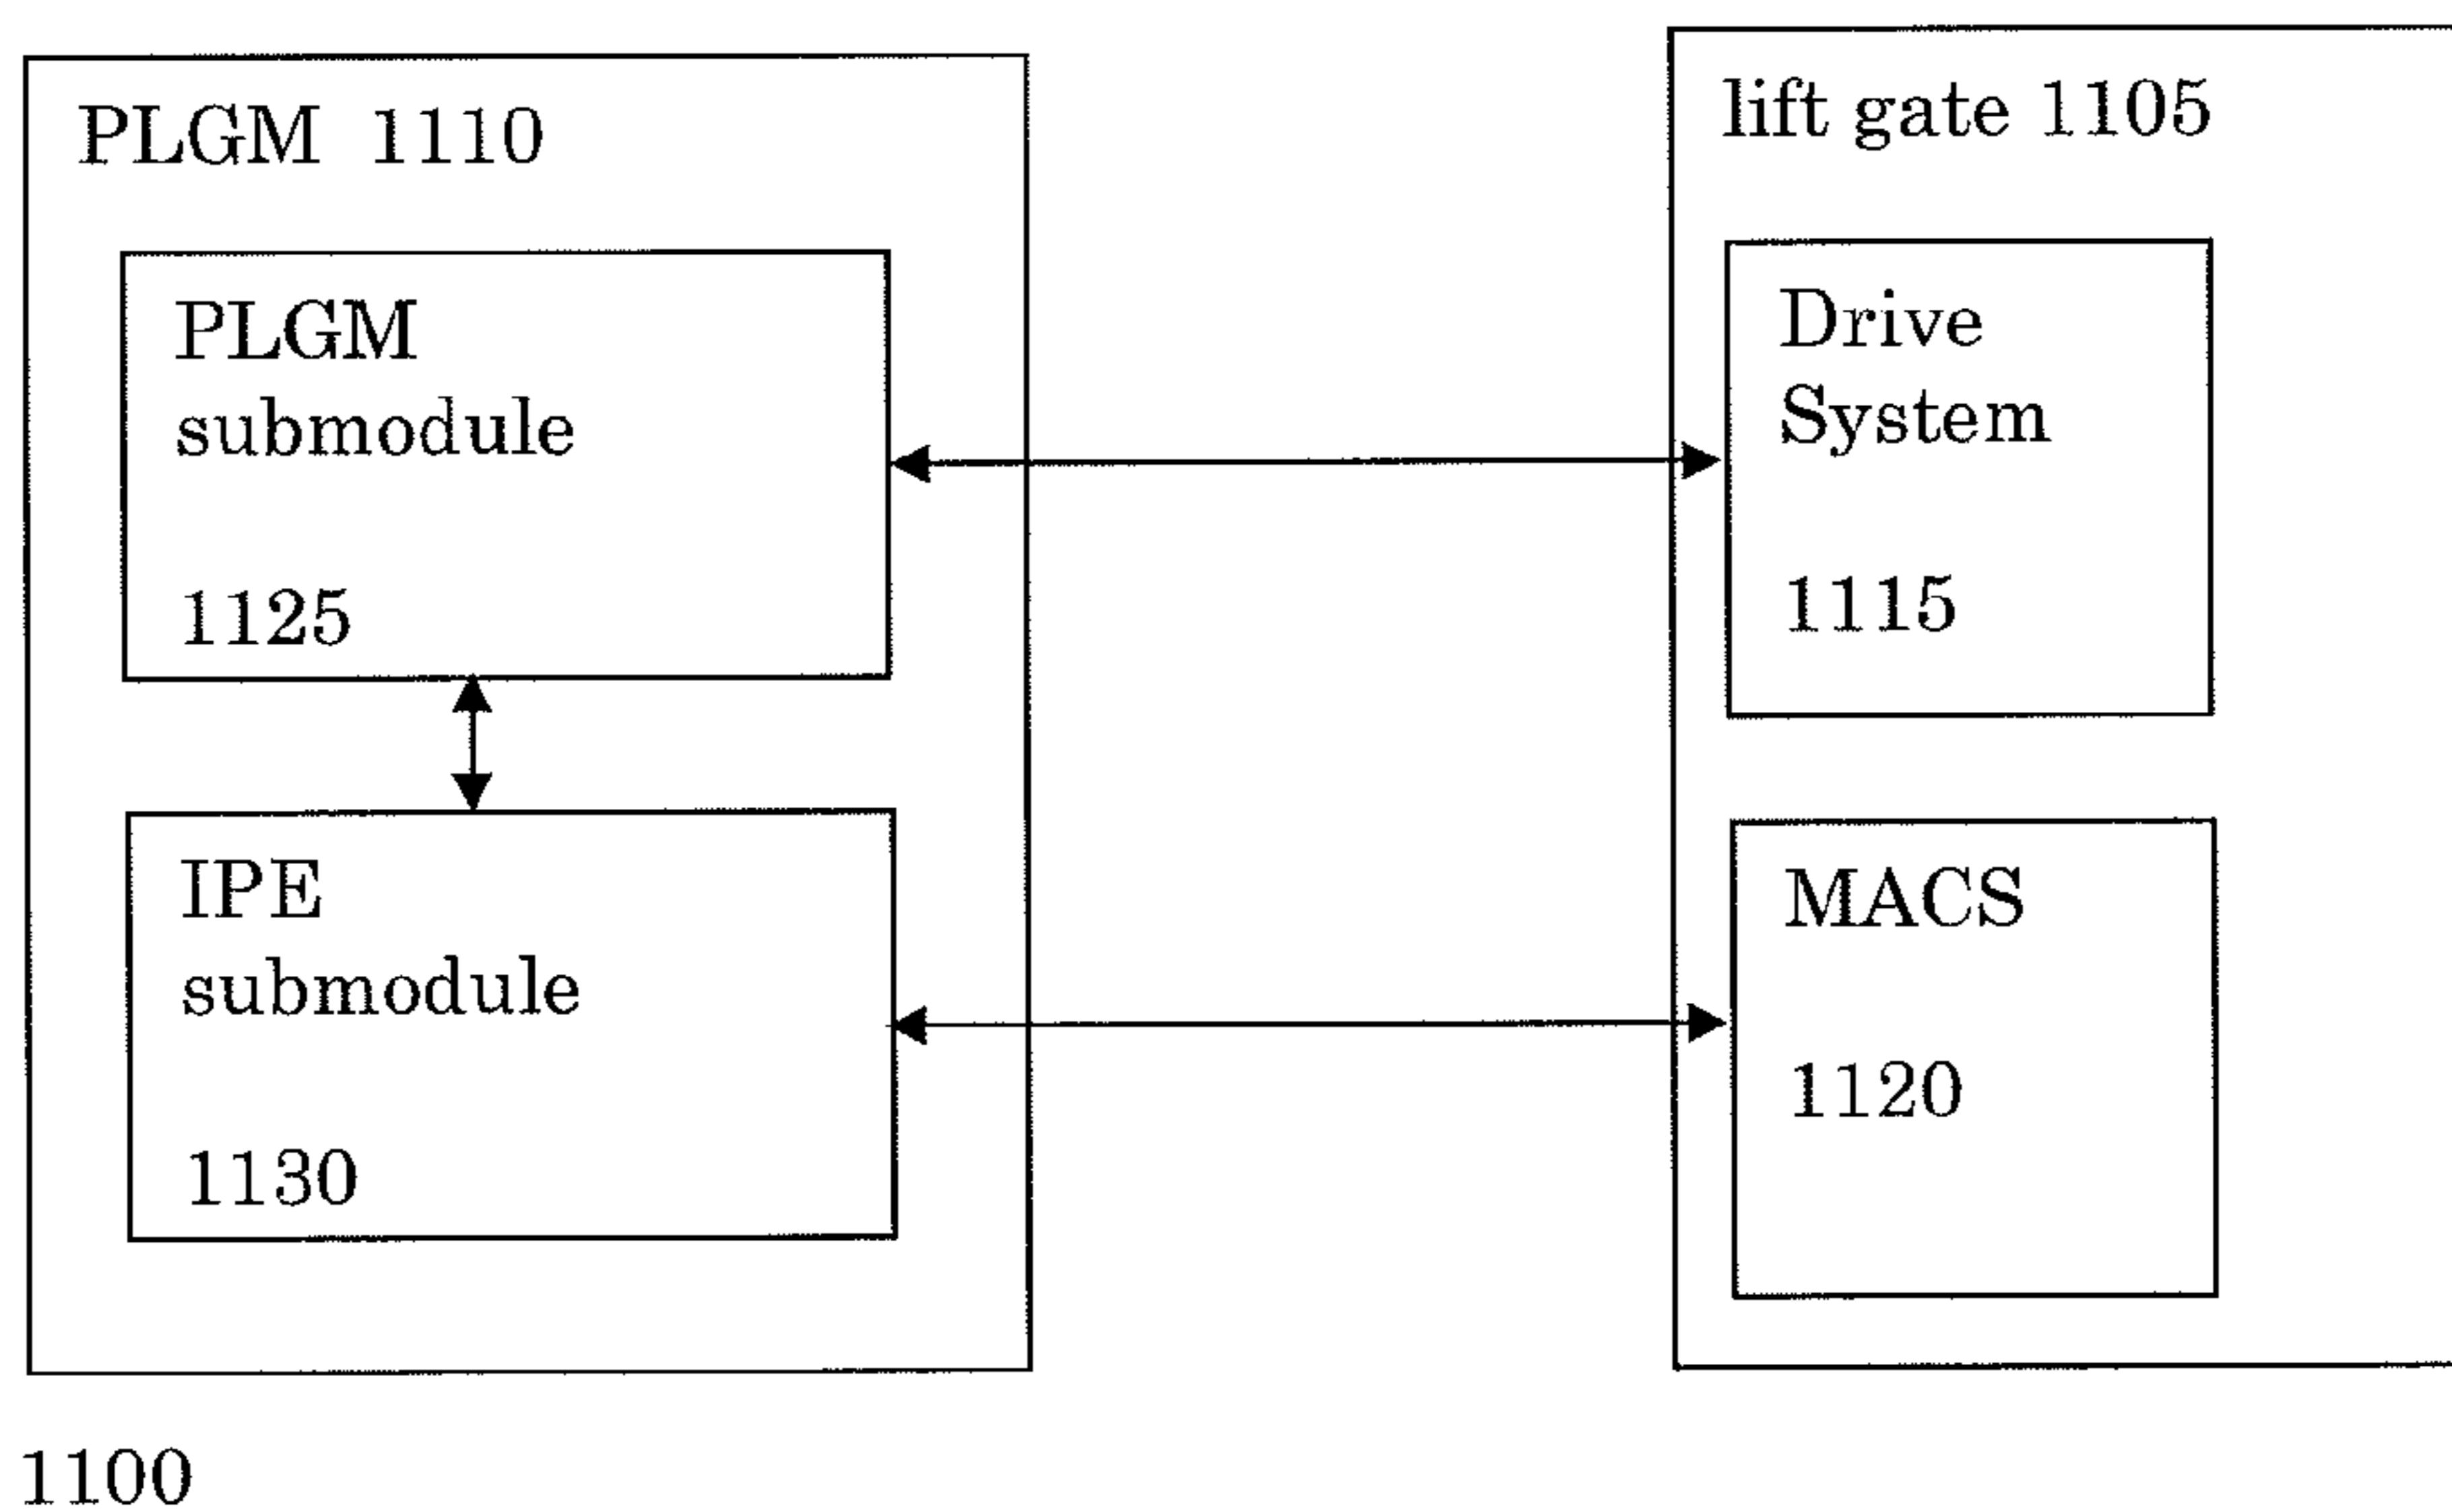 PLGM 1110
PLGM
submodule
1125
IPE
submodule
1130
lift gate 1105
Drive
System
1115
MACS
1120
1100